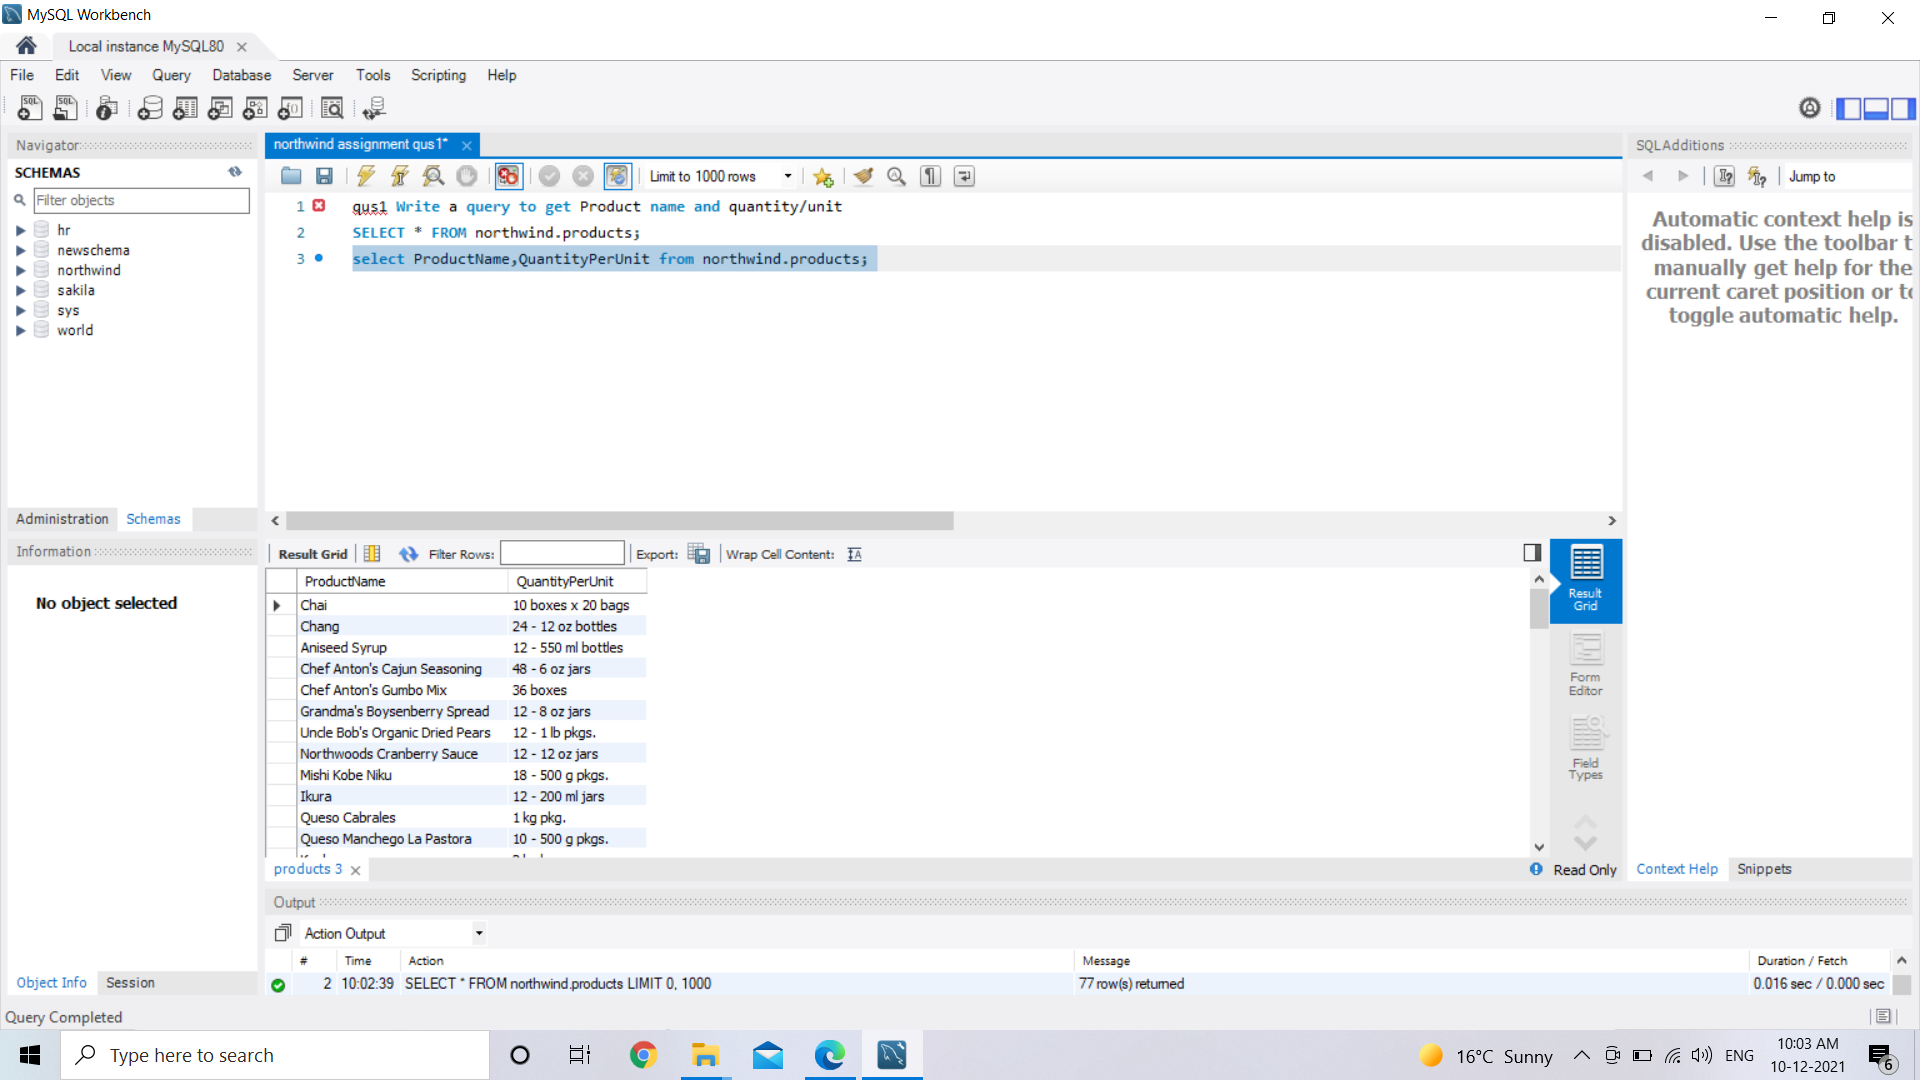 MySQL Workbench
Local instance MySQL80
File Edit View Query Database Server Tools Scripting Help
Navigator
SCHEMAS
Filter objects
hr
newschema
northwind
sakila
sys
world
Administration Schemas
Information
No object selected
Object Info Session
northwind assignment qus1*
Limit to 1000 rows
1 qus1 Write a query to get Product name and quantity/unit
2 SELECT * FROM northwind.products;
3 select ProductName,QuantityPerUnit from northwind.products;
Result Grid Filter Rows: Export: Wrap Cell Content:
ProductName QuantityPerUnit
Chai 10 boxes x 20 bags
Chang 24 - 12 oz bottles
Aniseed Syrup 12 - 550 ml bottles
Chef Anton's Cajun Seasoning 48 - 6 oz jars
Chef Anton's Gumbo Mix 36 boxes
Grandma's Boysenberry Spread 12 - 8 oz jars
Uncle Bob's Organic Dried Pears 12 - 1 lb pkgs.
Northwoods Cranberry Sauce 12 - 12 oz jars
Mishi Kobe Niku 18 - 500 g pkgs.
Ikura 12 - 200 ml jars
Queso Cabrales 1 kg pkg.
Queso Manchego La Pastora 10 - 500 g pkgs.
Result
Grid
Form
Editor
Field
Types
products 3
Read Only
SQLAdditions
Jump to
Automatic context help is
disabled. Use the toolbar t
manually get help for the
current caret position or to
toggle automatic help.
Context Help Snippets
Output
Action Output
# Time Action Message Duration / Fetch
2 10:02:39 SELECT * FROM northwind.products LIMIT 0, 1000 77 row(s) returned 0.016 sec / 0.000 sec
Query Completed
Type here to search
16°C Sunny
ENG
10:03 AM
10-12-2021
6